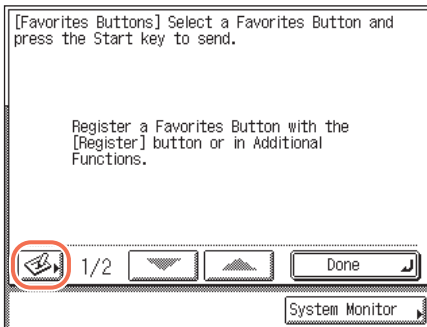 [Favorites Buttons] Select a Favorites Button and
press the Start key to send.
Register a Favorites Button with the
[Register] button or in Additional
Functions.
1/2
Done
System Monitor